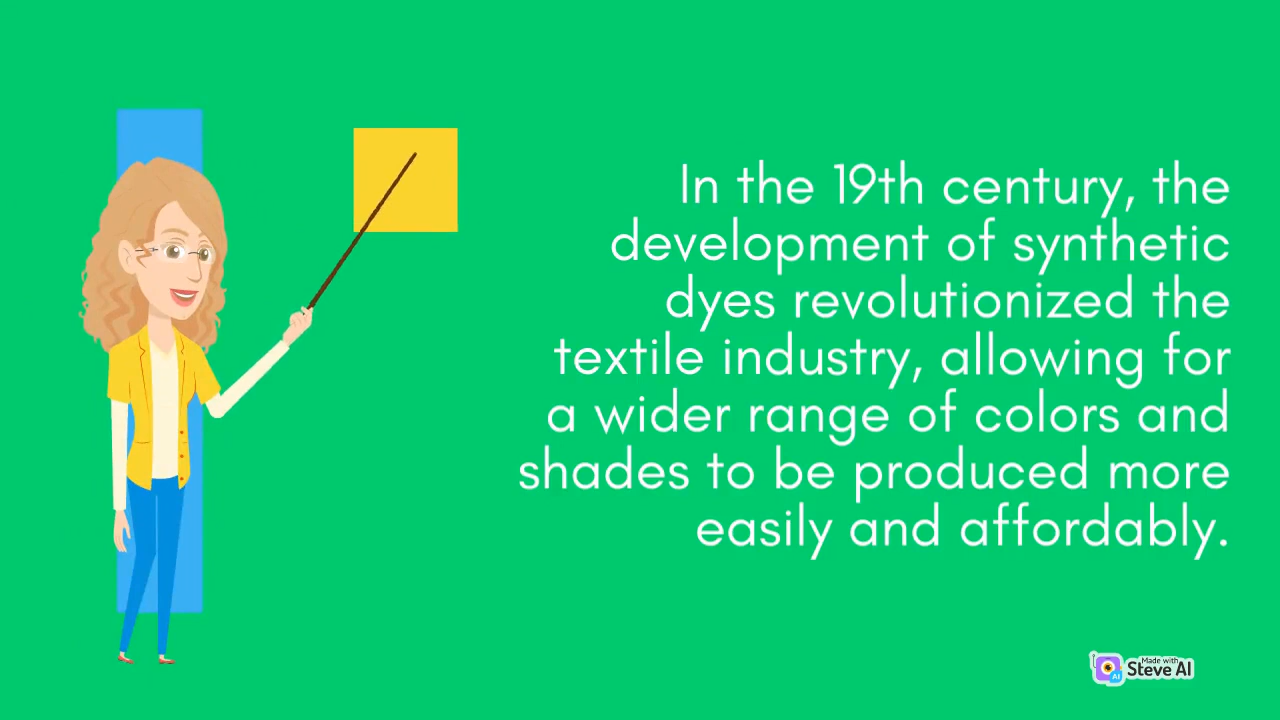 In the 19th century, the
development of synthetic
dyes revolutionized the
textile industry, allowing for
a wider range of colors and
shades to be produced more
easily and affordably.
Made with
Steve AI
AI